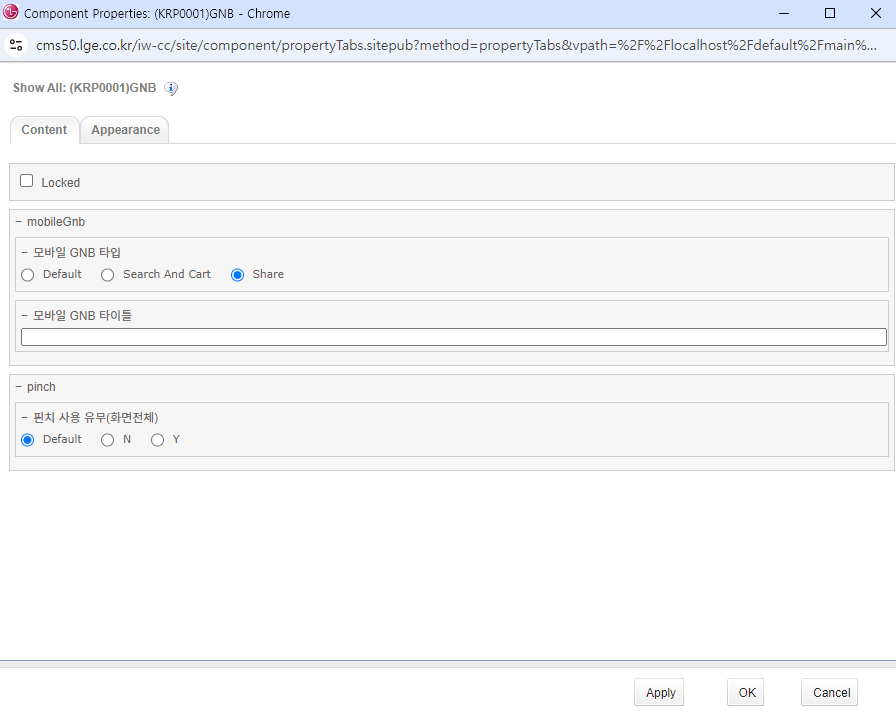 Component Properties: (KRP0001)GNB - Chrome
cms50.lge.co.kr/iw-cc/site/component/propertyTabs.sitepub?method=propertyTabs&vpath=%2F%2Flocalhost%2Fdefault%2Fmain%...
Show All: (KRP0001)GNB
Content Appearance
Locked
− mobileGnb
− 모바일 GNB 타입
Default Search And Cart Share
− 모바일 GNB 타이틀
− pinch
− 핀치 사용 유무(화면전체)
Default N Y
Apply OK Cancel